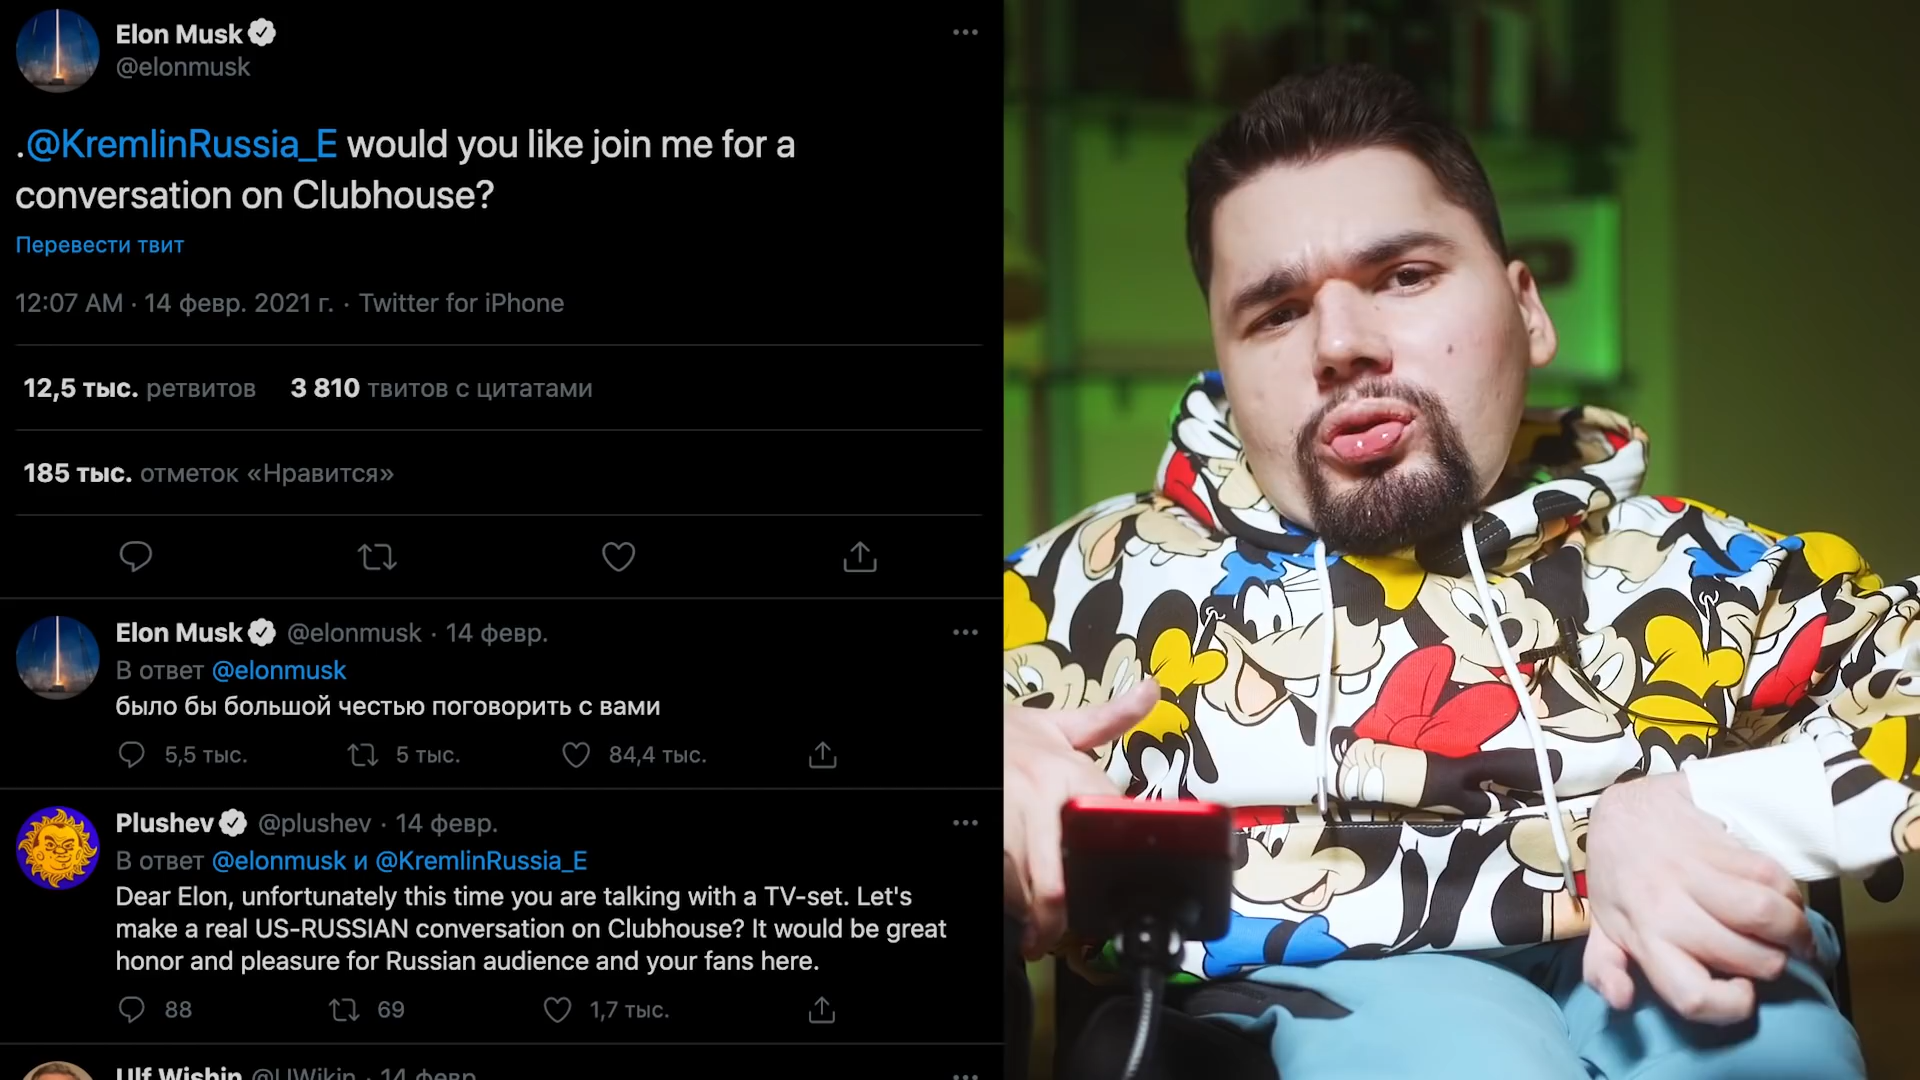 Elon Musk
@elonmusk
.@KremlinRussia_E would you like join me for a
conversation on Clubhouse?
Перевести твит
12:07 AM · 14 февр. 2021 г. · Twitter for iPhone
12,5 тыс. ретвитов 3 810 твитов с цитатами
185 тыс. отметок «Нравится»
Elon Musk @elonmusk · 14 февр.
В ответ @elonmusk
было бы большой честью поговорить с вами
5,5 тыс. 5 тыс. 84,4 тыс.
Plushev @plushev · 14 февр.
В ответ @elonmusk и @KremlinRussia_E
Dear Elon, unfortunately this time you are talking with a TV-set. Let's
make a real US-RUSSIAN conversation on Clubhouse? It would be great
honor and pleasure for Russian audience and your fans here.
88 69 1,7 тыс.
Ulf Wishin @UWikin · 14 февр.